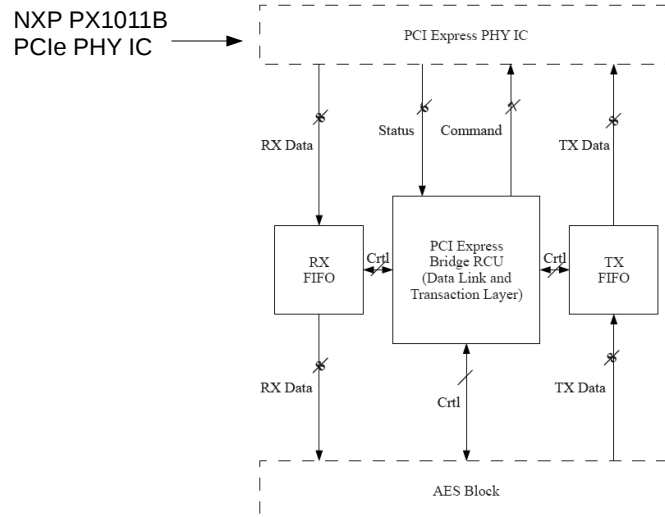 NXP PX1011B
PCIe PHY IC
PCI Express PHY IC
RX Data
Status
Command
TX Data
RX
FIFO
Crtl
PCI Express
Bridge RCU
(Data Link and
Transaction Layer)
Crtl
TX
FIFO
RX Data
Crtl
TX Data
AES Block